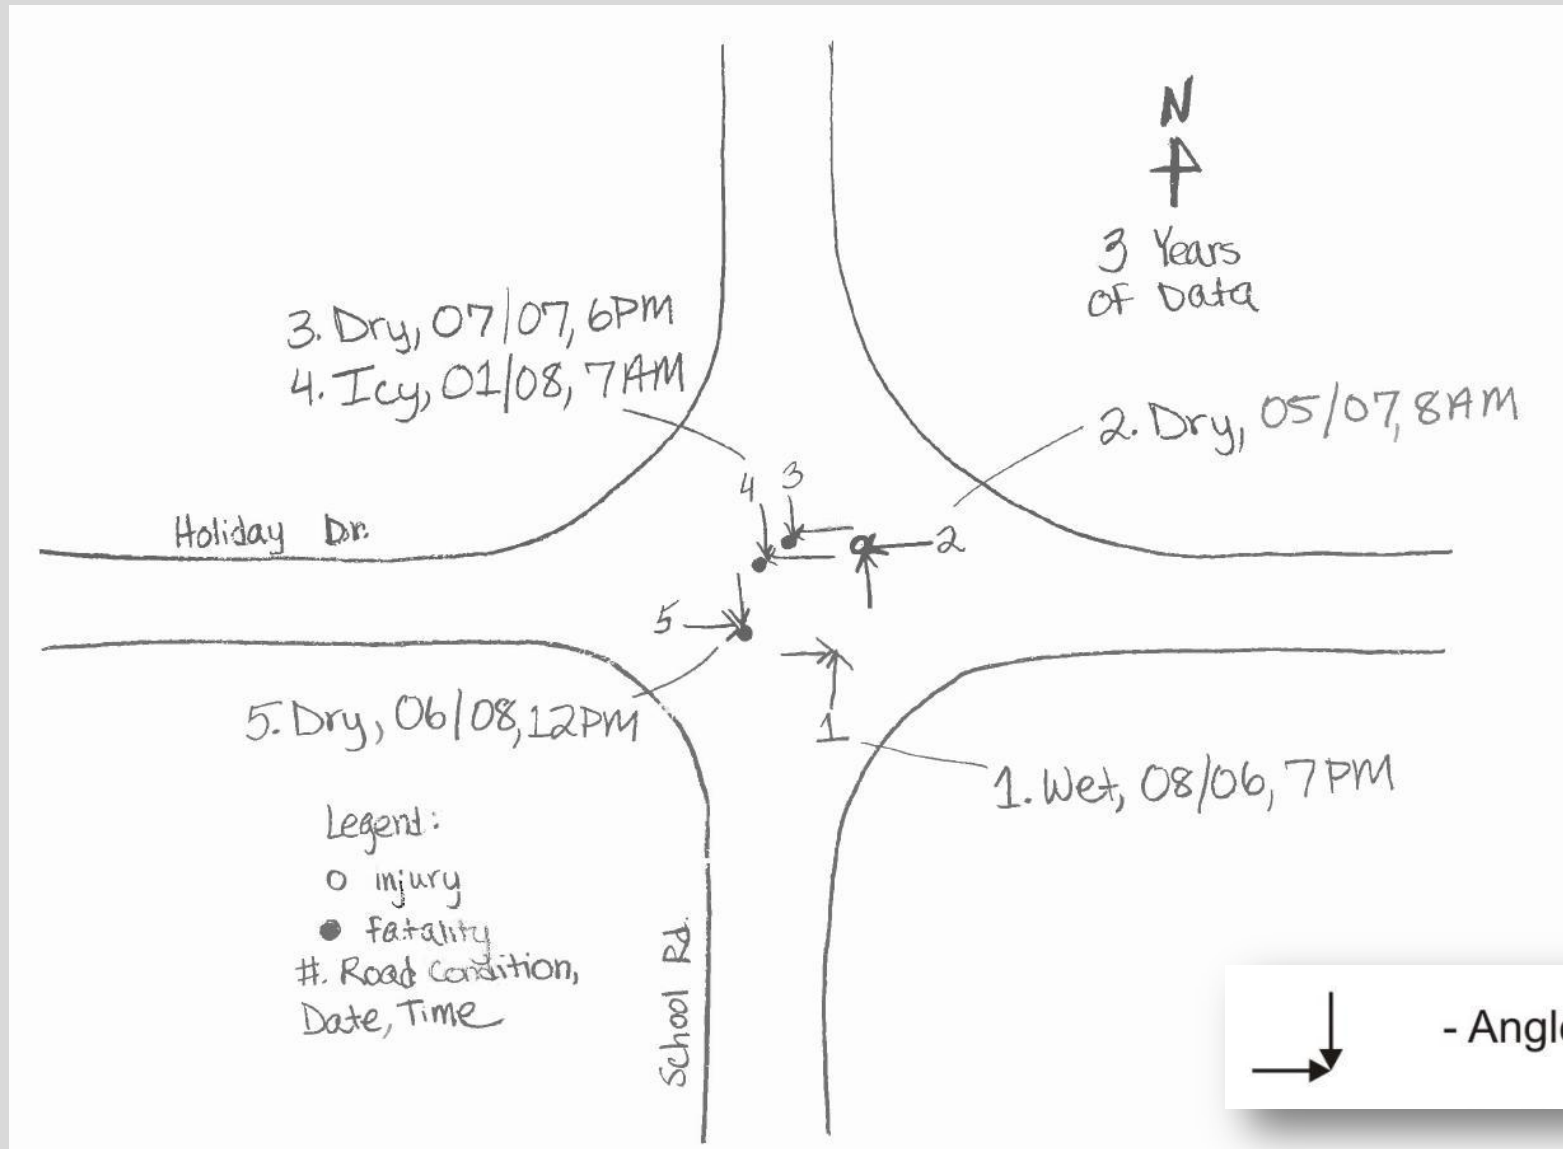 N
3 Years
OF Data
3. Dry, 07/07, 6PM
4. Icy, 01/08, 7AM
2. Dry, 05/07, 8AM
4
3
2
Holiday Dr.
5
5. Dry, 06/08, 12PM
1
1. Wet, 08/06, 7PM
Legend:
injury
fatality
#. Road Condition,
Date, Time
School Rd.
- Angle